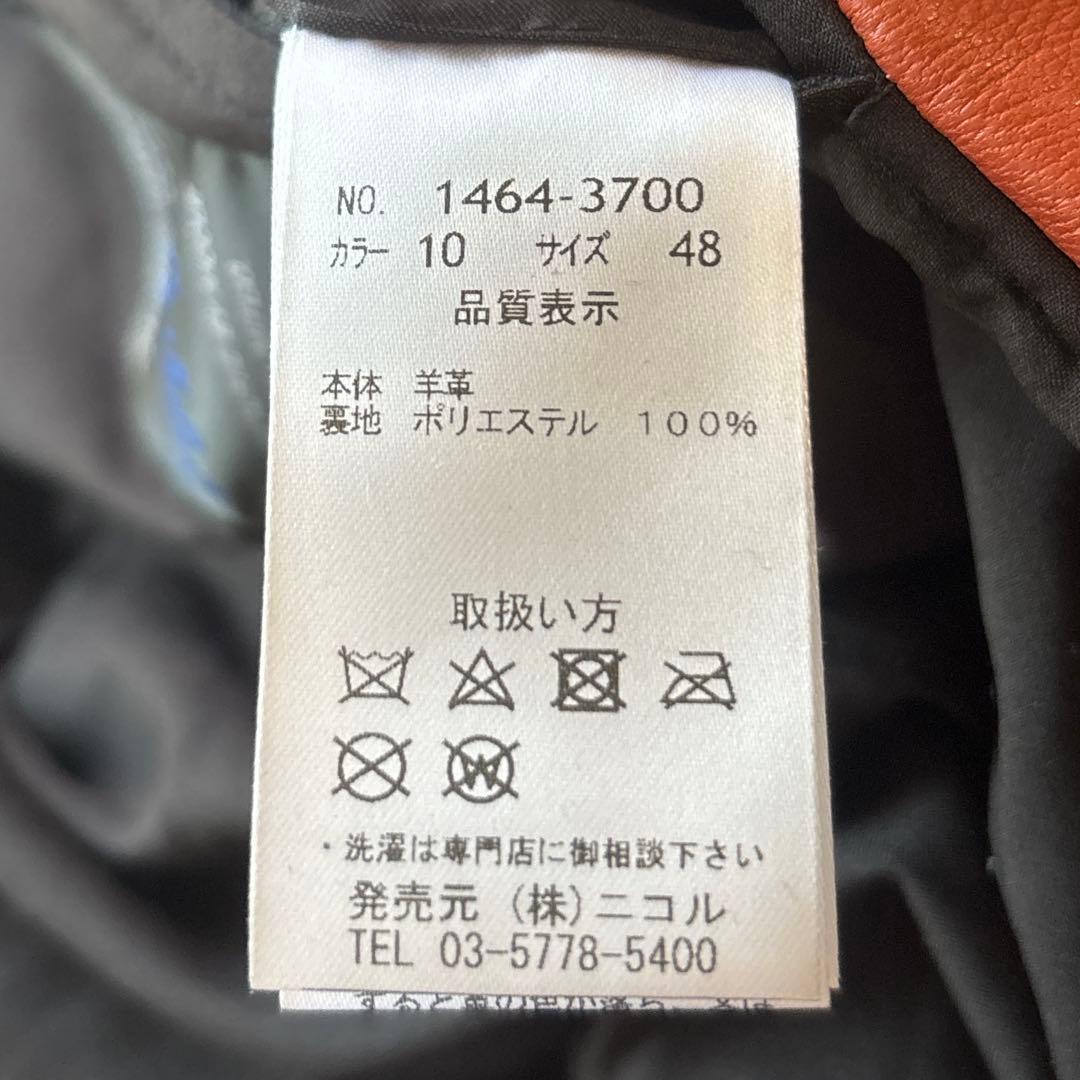 NO. 1464-3700
カラー 10 サイズ 48
品質表示
本体 羊革
裏地 ポリエステル 100%
取扱い方
W
・洗濯は専門店に御相談下さい
発売元 (株)ニコル
TEL 03-5778-5400